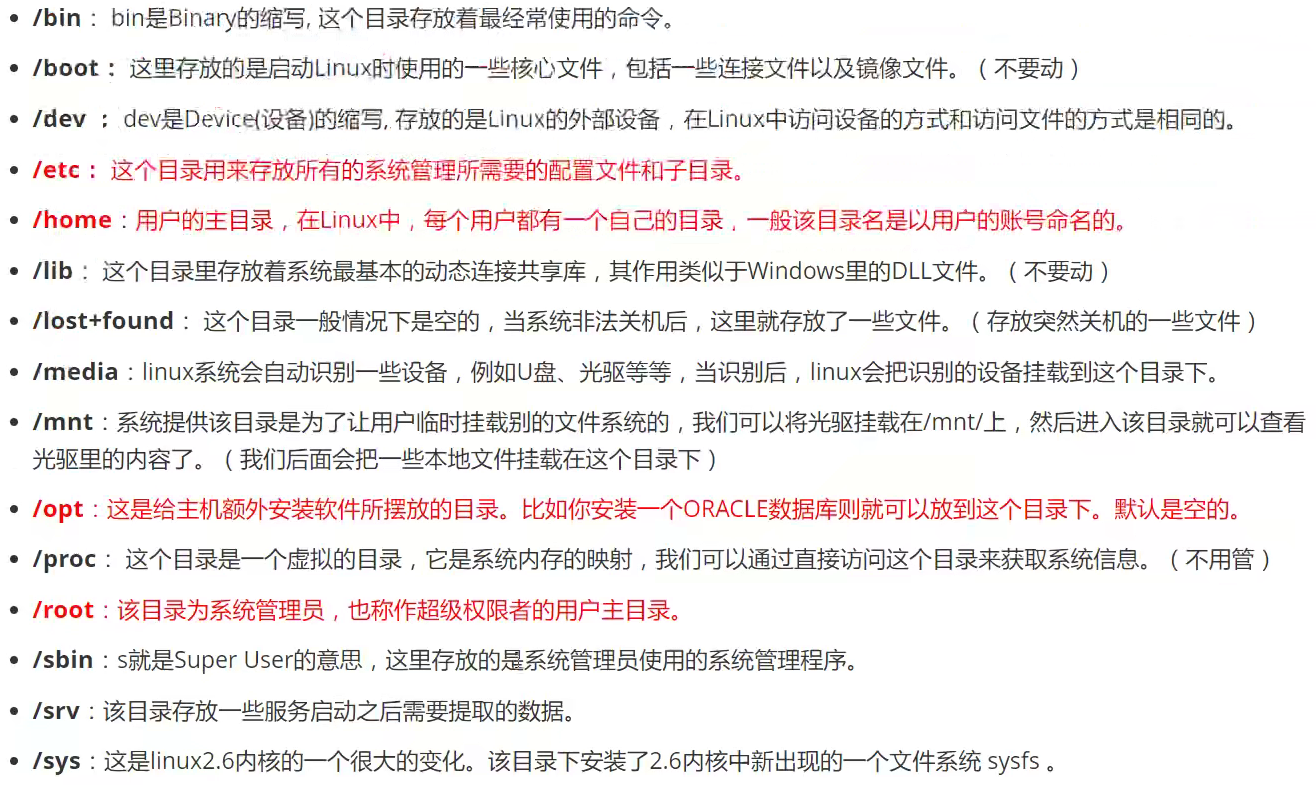 • /bin： bin是Binary的缩写, 这个目录存放着最经常使用的命令。
• /boot： 这里存放的是启动Linux时使用的一些核心文件，包括一些连接文件以及镜像文件。（不要动）
• /dev ： dev是Device(设备)的缩写, 存放的是Linux的外部设备，在Linux中访问设备的方式和访问文件的方式是相同的。
• /etc： 这个目录用来存放所有的系统管理所需要的配置文件和子目录。
• /home：用户的主目录，在Linux中，每个用户都有一个自己的目录，一般该目录名是以用户的账号命名的。
• /lib： 这个目录里存放着系统最基本的动态连接共享库，其作用类似于Windows里的DLL文件。（不要动）
• /lost+found： 这个目录一般情况下是空的，当系统非法关机后，这里就存放了一些文件。（存放突然关机的一些文件）
• /media：linux系统会自动识别一些设备，例如U盘、光驱等等，当识别后，linux会把识别的设备挂载到这个目录下。
• /mnt：系统提供该目录是为了让用户临时挂载别的文件系统的，我们可以将光驱挂载在/mnt/上，然后进入该目录就可以查看
光驱里的内容了。（我们后面会把一些本地文件挂载在这个目录下）
• /opt：这是给主机额外安装软件所摆放的目录。比如你安装一个ORACLE数据库则就可以放到这个目录下。默认是空的。
• /proc： 这个目录是一个虚拟的目录，它是系统内存的映射，我们可以通过直接访问这个目录来获取系统信息。（不用管）
• /root：该目录为系统管理员，也称作超级权限者的用户主目录。
• /sbin：s就是Super User的意思，这里存放的是系统管理员使用的系统管理程序。
• /srv：该目录存放一些服务启动之后需要提取的数据。
• /sys：这是linux2.6内核的一个很大的变化。该目录下安装了2.6内核中新出现的一个文件系统 sysfs 。